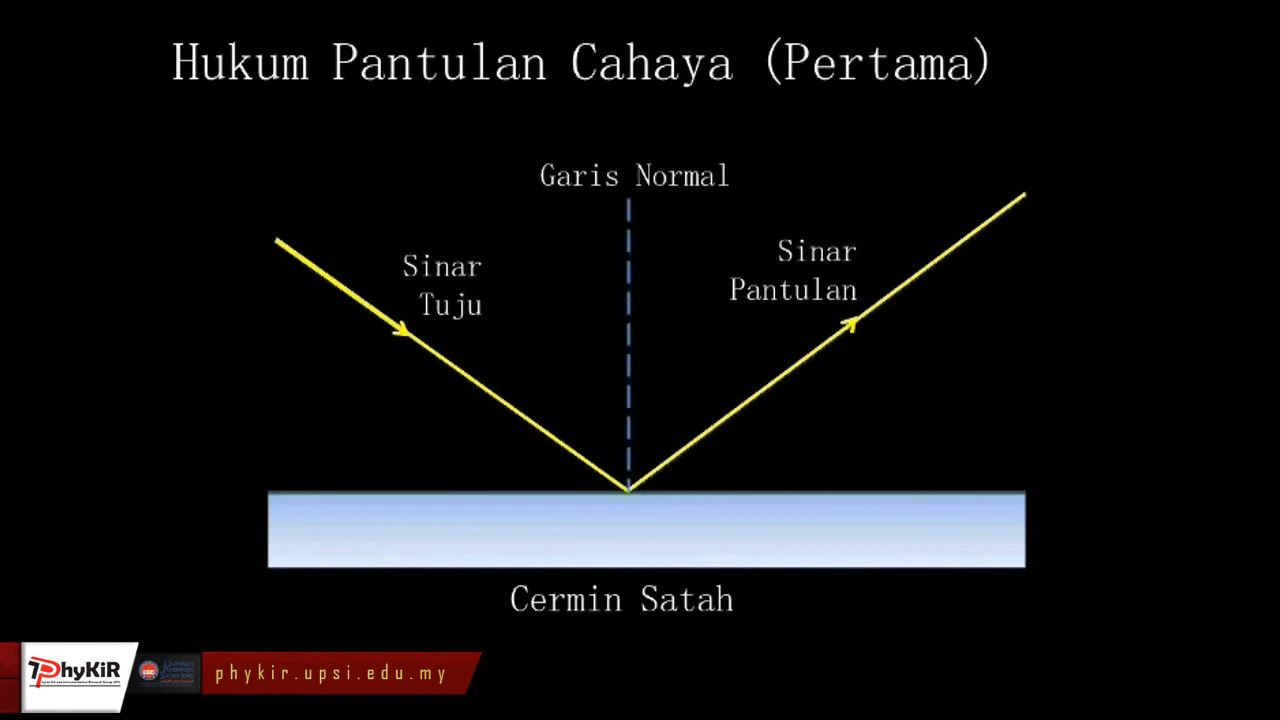 Hukum Pantulan Cahaya (Pertama)
Garis Normal
Sinar
Tuju
Sinar
Pantulan
Cermin Satah
PhyKiR
phykir.upsi.edu.my